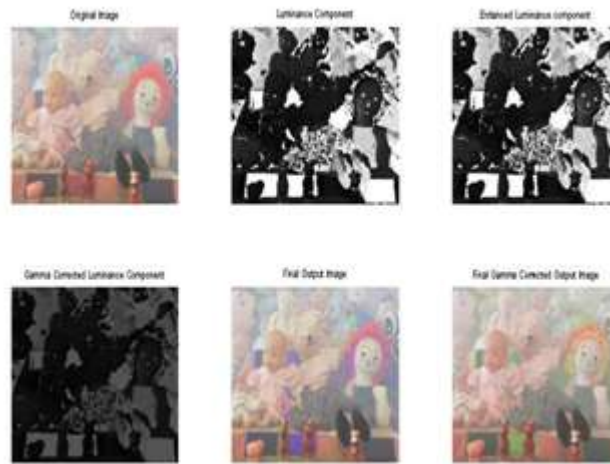 Original Image
Luminance Component
Enhanced Luminance component
Gamma Corrected Luminance Component
Final Output Image
Final Gamma Corrected Output Image